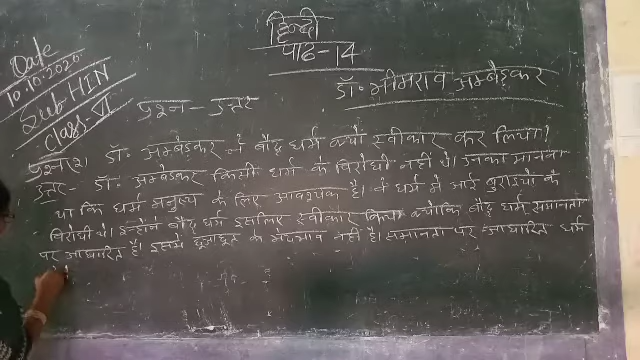 हिन्दी
पाठ-14
Date
10.10.2020
Sub HIN
Class-VI
डॉ॰ भीमराव अम्बेडकर
प्रश्न - उत्तर
प्रश्न(2) डॉ॰ अम्बेडकर ने बौद्ध धर्म क्यों स्वीकार कर लिया?
उत्तर- डॉ॰ अम्बेडकर किसी धर्म के विरोधी नहीं थे। उनका मानना
था कि धर्म मनुष्य के लिए आवश्यक है। वे धर्म में आई बुराइयों के
विरोधी थे। इन्होंने बौद्ध धर्म इसलिए स्वीकार किया क्योंकि बौद्ध धर्म समानता
पर आधारित है। इसमें छुआछूत के भेदभाव नहीं है। समानता पर आधारित धर्म